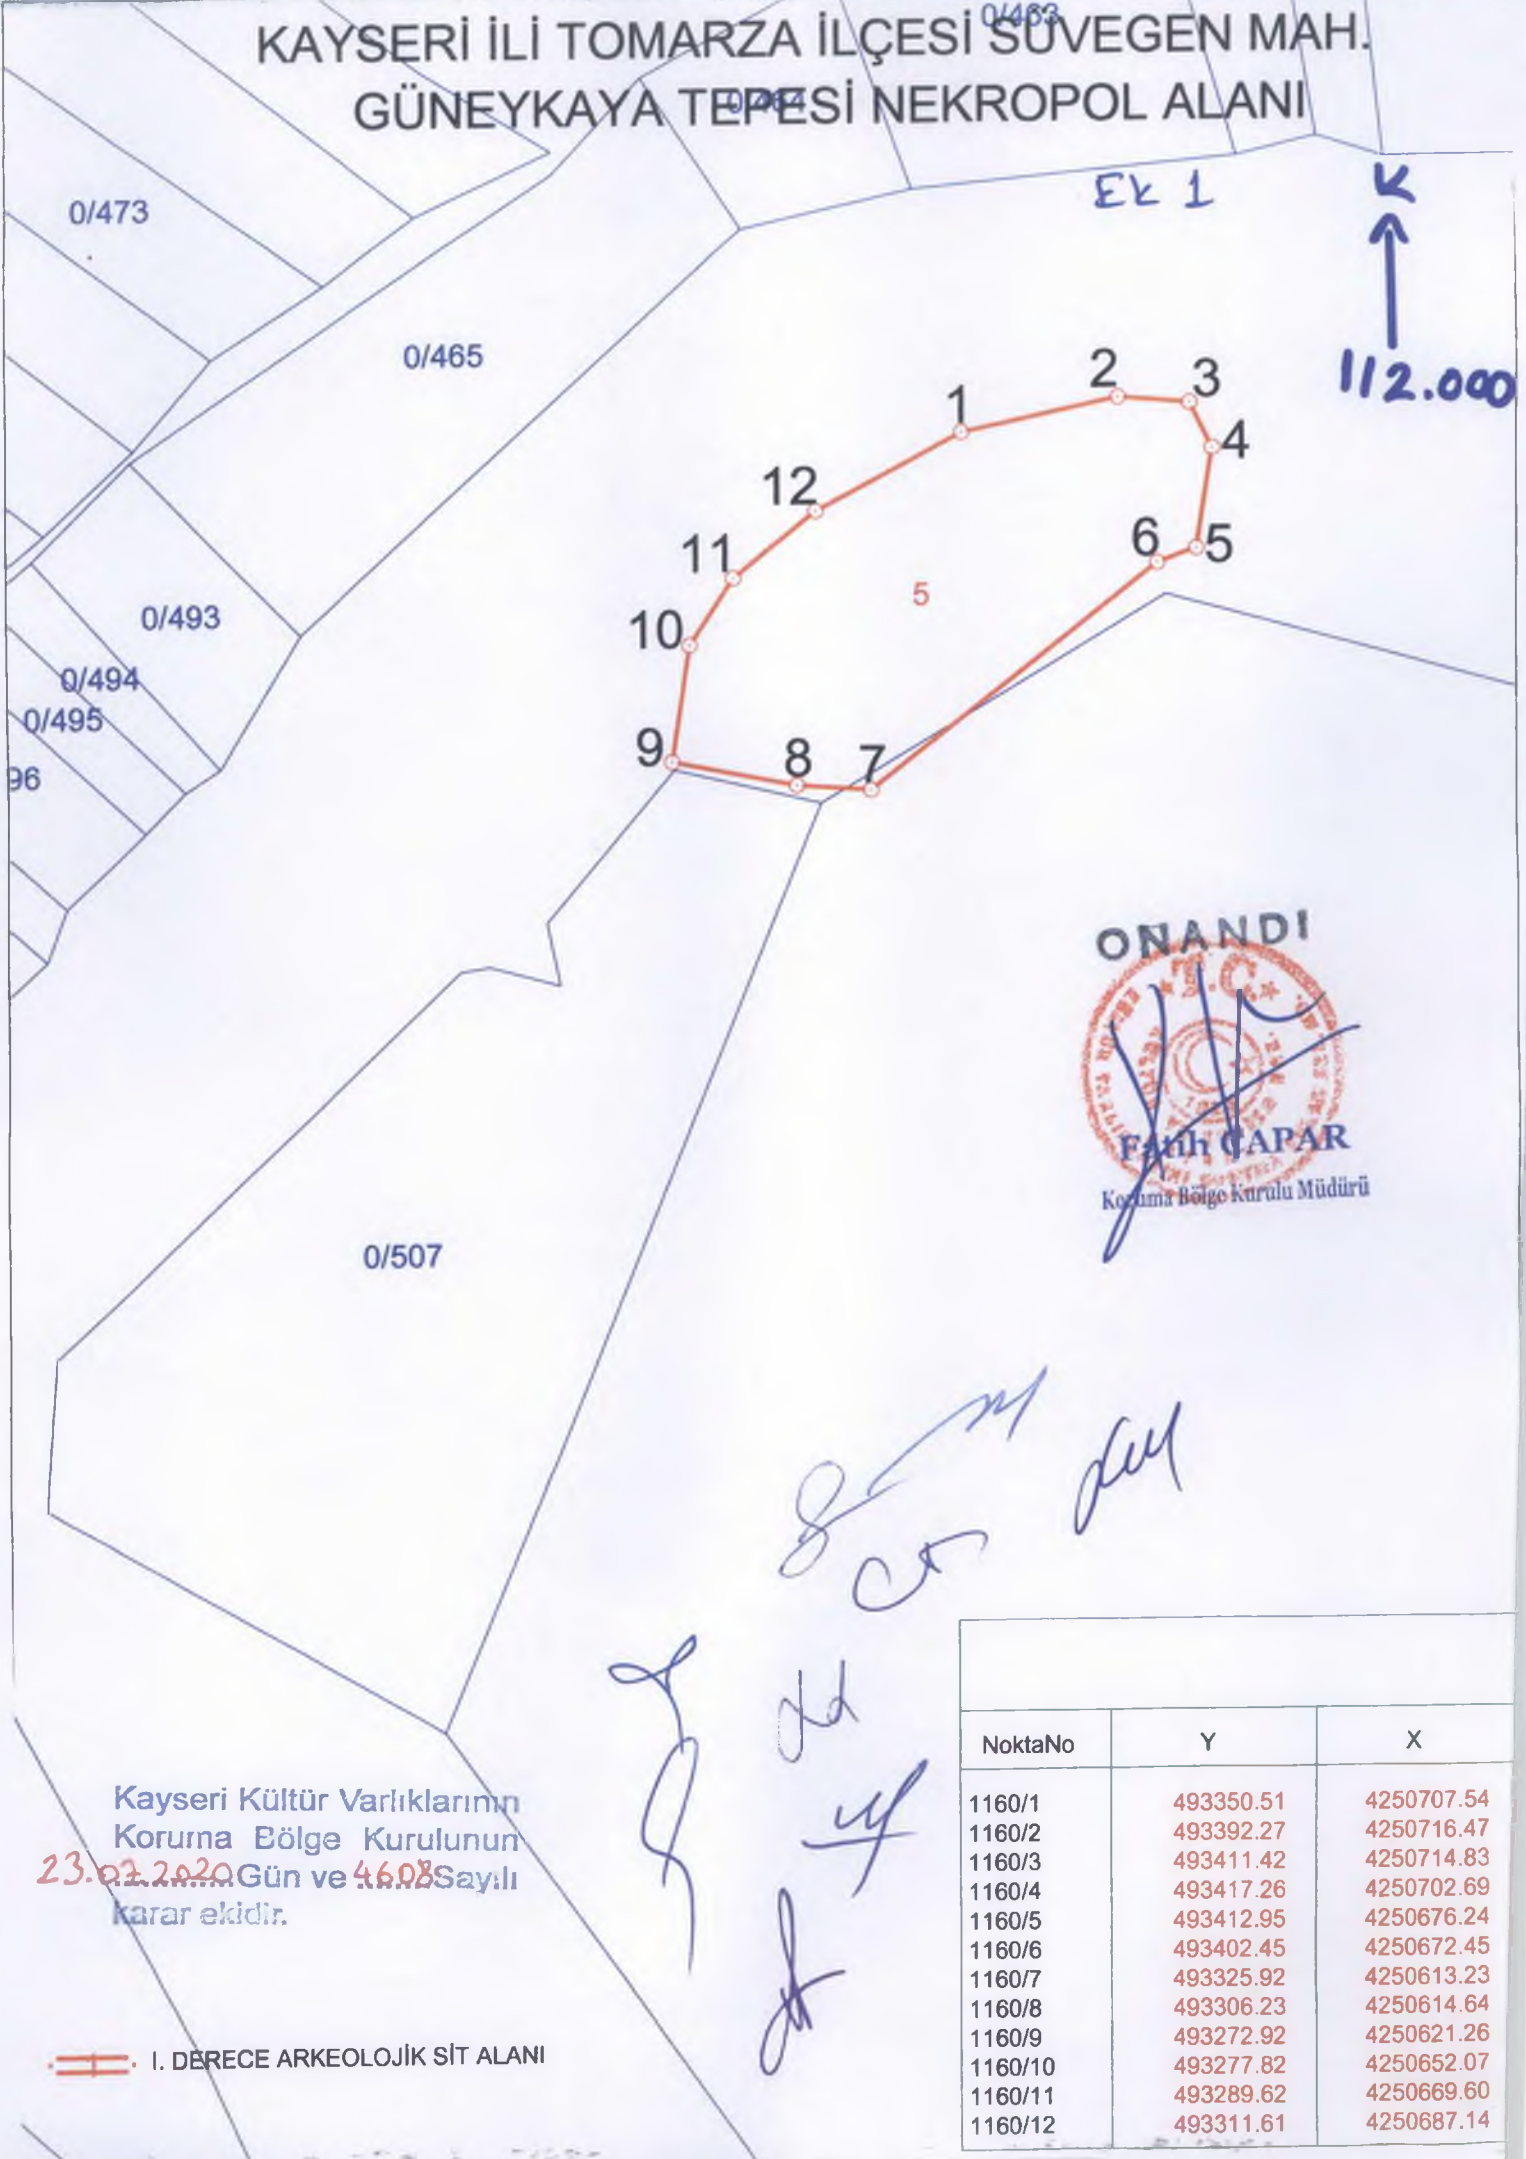 0/463
KAYSERİ İLİ TOMARZA İLÇESİ SÜVEGEN MAH.
0/464
GÜNEYKAYA TEPESİ NEKROPOL ALANI
Ek 1
K
0/473
0/465
1/2.000
1
2
3
4
12
11
6
5
5
10
0/493
0/494
0/495
96
9
8
7
ONANDI
T.C.
Fatih ÇAPAR
Koruma Bölge Kurulu Müdürü
0/507
NoktaNo Y X
1160/1 493350.51 4250707.54
1160/2 493392.27 4250716.47
1160/3 493411.42 4250714.83
1160/4 493417.26 4250702.69
1160/5 493412.95 4250676.24
1160/6 493402.45 4250672.45
1160/7 493325.92 4250613.23
1160/8 493306.23 4250614.64
1160/9 493272.92 4250621.26
1160/10 493277.82 4250652.07
1160/11 493289.62 4250669.60
1160/12 493311.61 4250687.14
Kayseri Kültür Varlıklarının
Koruma Bölge Kurulunun
23.07.2020 Gün ve 4608 Sayılı
karar ekidir.
I. DERECE ARKEOLOJİK SİT ALANI